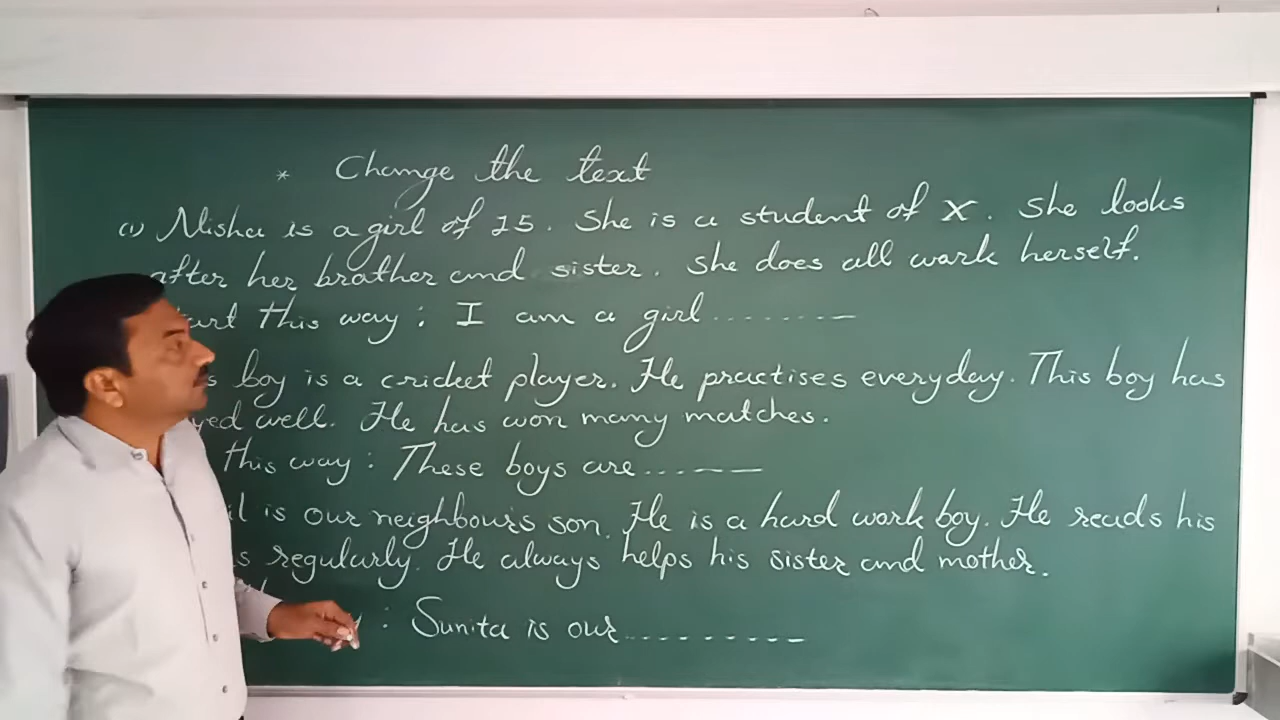 * Change the text
(1) Nisha is a girl of 15. She is a student of X. She looks
after her brother and sister. She does all work herself.
this way : I am a girl ........—
boy is a cricket player. He practises everyday. This boy has
well. He has won many matches.
this way : These boys are....———
is our neighbour's son. He is a hard work boy. He reads his
regularly. He always helps his sister and mother.
: Sunita is our.........